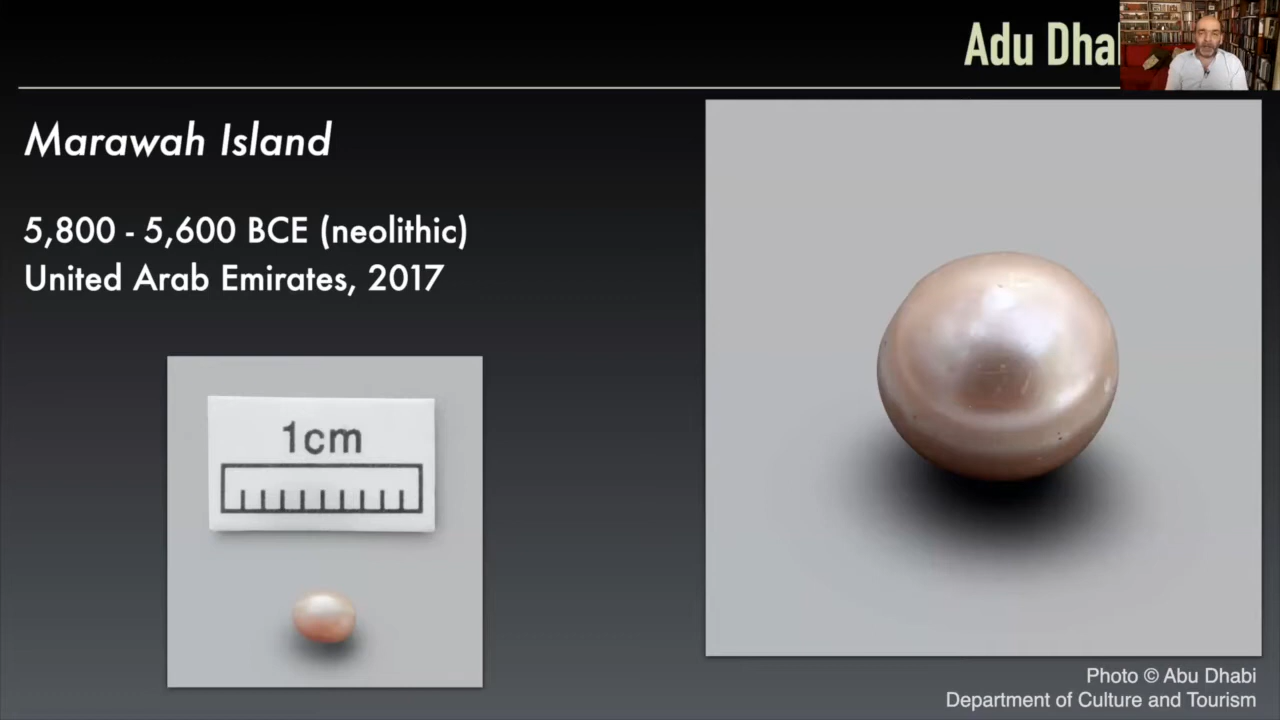 Adu Dha
Marawah Island
5,800 - 5,600 BCE (neolithic)
United Arab Emirates, 2017
1cm
Photo © Abu Dhabi
Department of Culture and Tourism